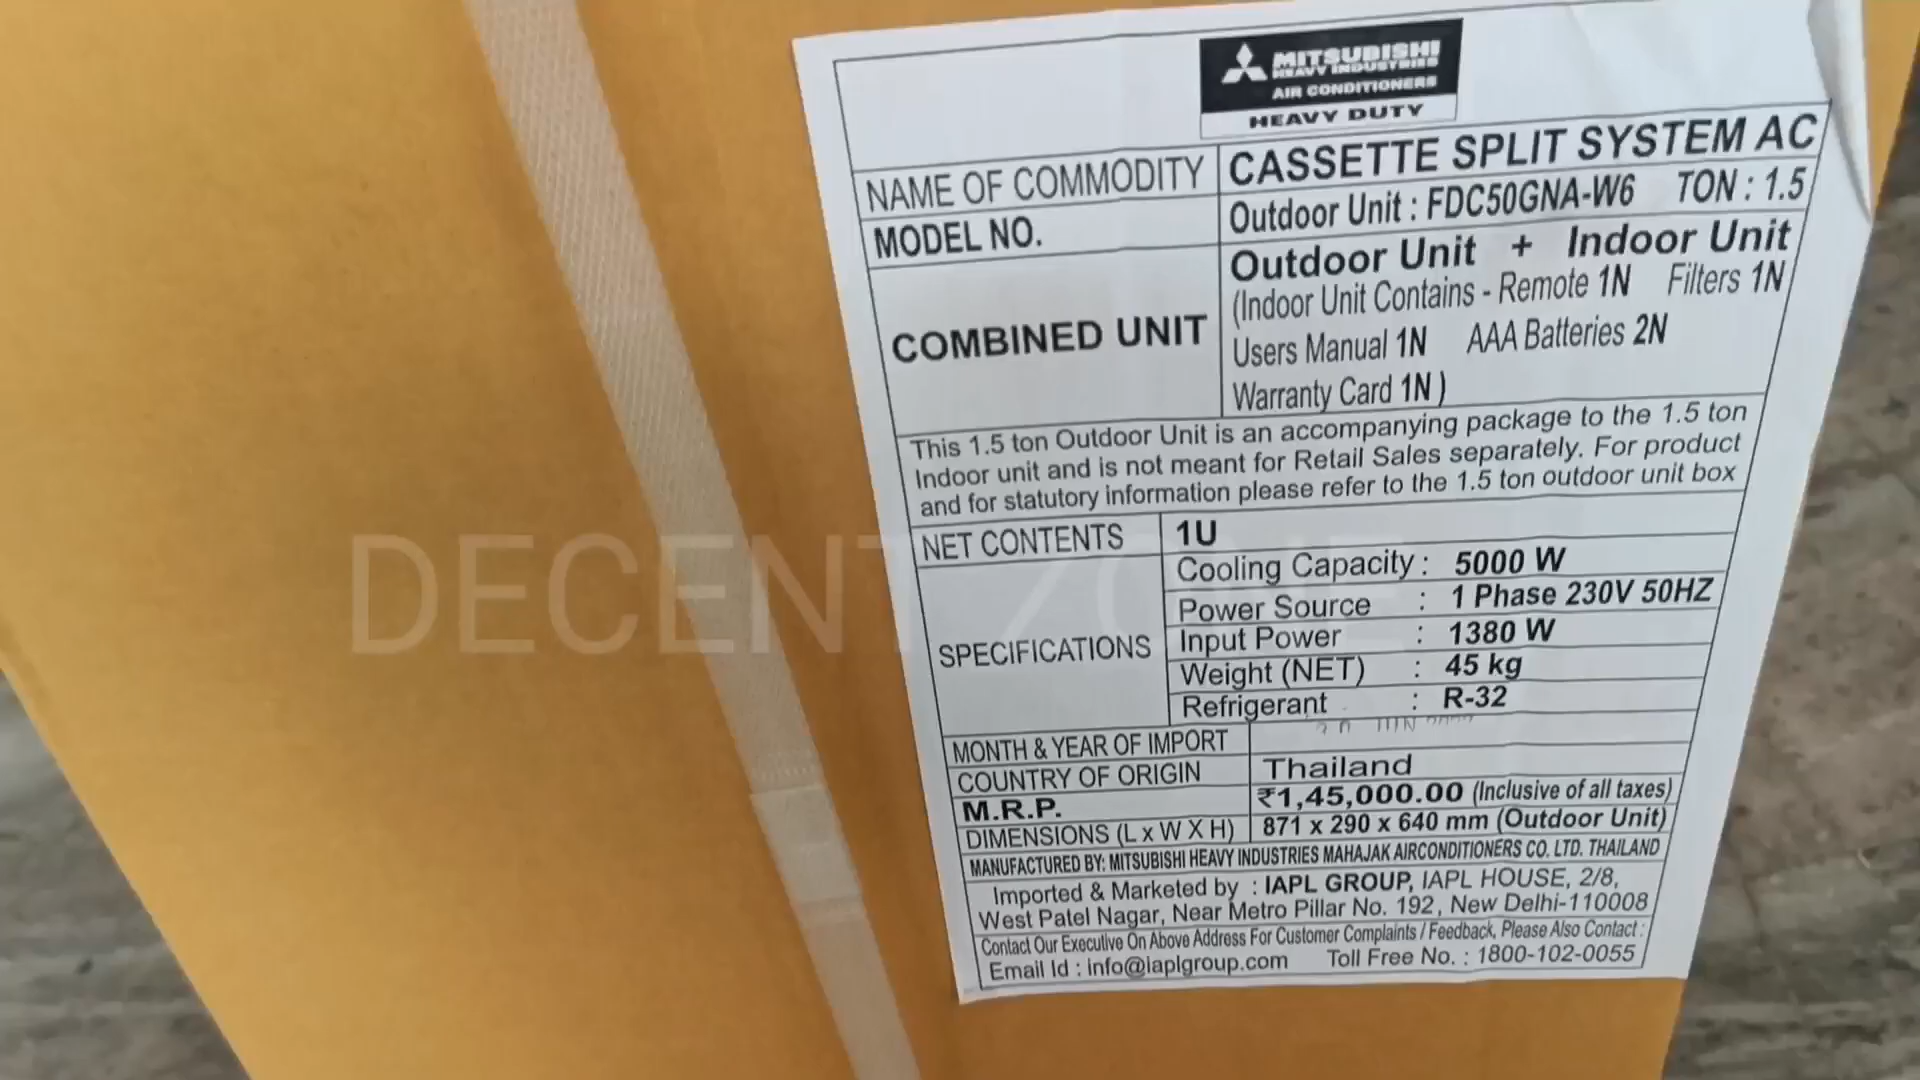 MITSUBISHI
HEAVY INDUSTRIES
AIR CONDITIONERS
HEAVY DUTY
NAME OF COMMODITY CASSETTE SPLIT SYSTEM AC
MODEL NO. Outdoor Unit : FDC50GNA-W6 TON : 1.5
COMBINED UNIT Outdoor Unit + Indoor Unit
(Indoor Unit Contains - Remote 1N Filters 1N
Users Manual 1N AAA Batteries 2N
Warranty Card 1N )
This 1.5 ton Outdoor Unit is an accompanying package to the 1.5 ton
Indoor unit and is not meant for Retail Sales separately. For product
and for statutory information please refer to the 1.5 ton outdoor unit box
NET CONTENTS 1U
SPECIFICATIONS
Cooling Capacity : 5000 W
Power Source : 1 Phase 230V 50HZ
Input Power : 1380 W
Weight (NET) : 45 kg
Refrigerant : R-32
MONTH & YEAR OF IMPORT
COUNTRY OF ORIGIN Thailand
M.R.P. ₹1,45,000.00 (Inclusive of all taxes)
DIMENSIONS (L x W X H) 871 x 290 x 640 mm (Outdoor Unit)
MANUFACTURED BY: MITSUBISHI HEAVY INDUSTRIES MAHAJAK AIRCONDITIONERS CO. LTD. THAILAND
Imported & Marketed by : IAPL GROUP, IAPL HOUSE, 2/8,
West Patel Nagar, Near Metro Pillar No. 192, New Delhi-110008
Contact Our Executive On Above Address For Customer Complaints / Feedback, Please Also Contact :
Email Id : info@iaplgroup.com Toll Free No. : 1800-102-0055
DECENT ZONE